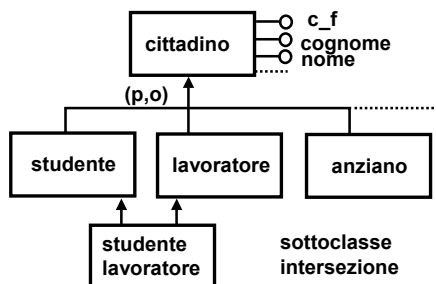 c_f
cittadino
cognome
nome
(p,o)
studente
lavoratore
anziano
studente
lavoratore
sottoclasse
intersezione